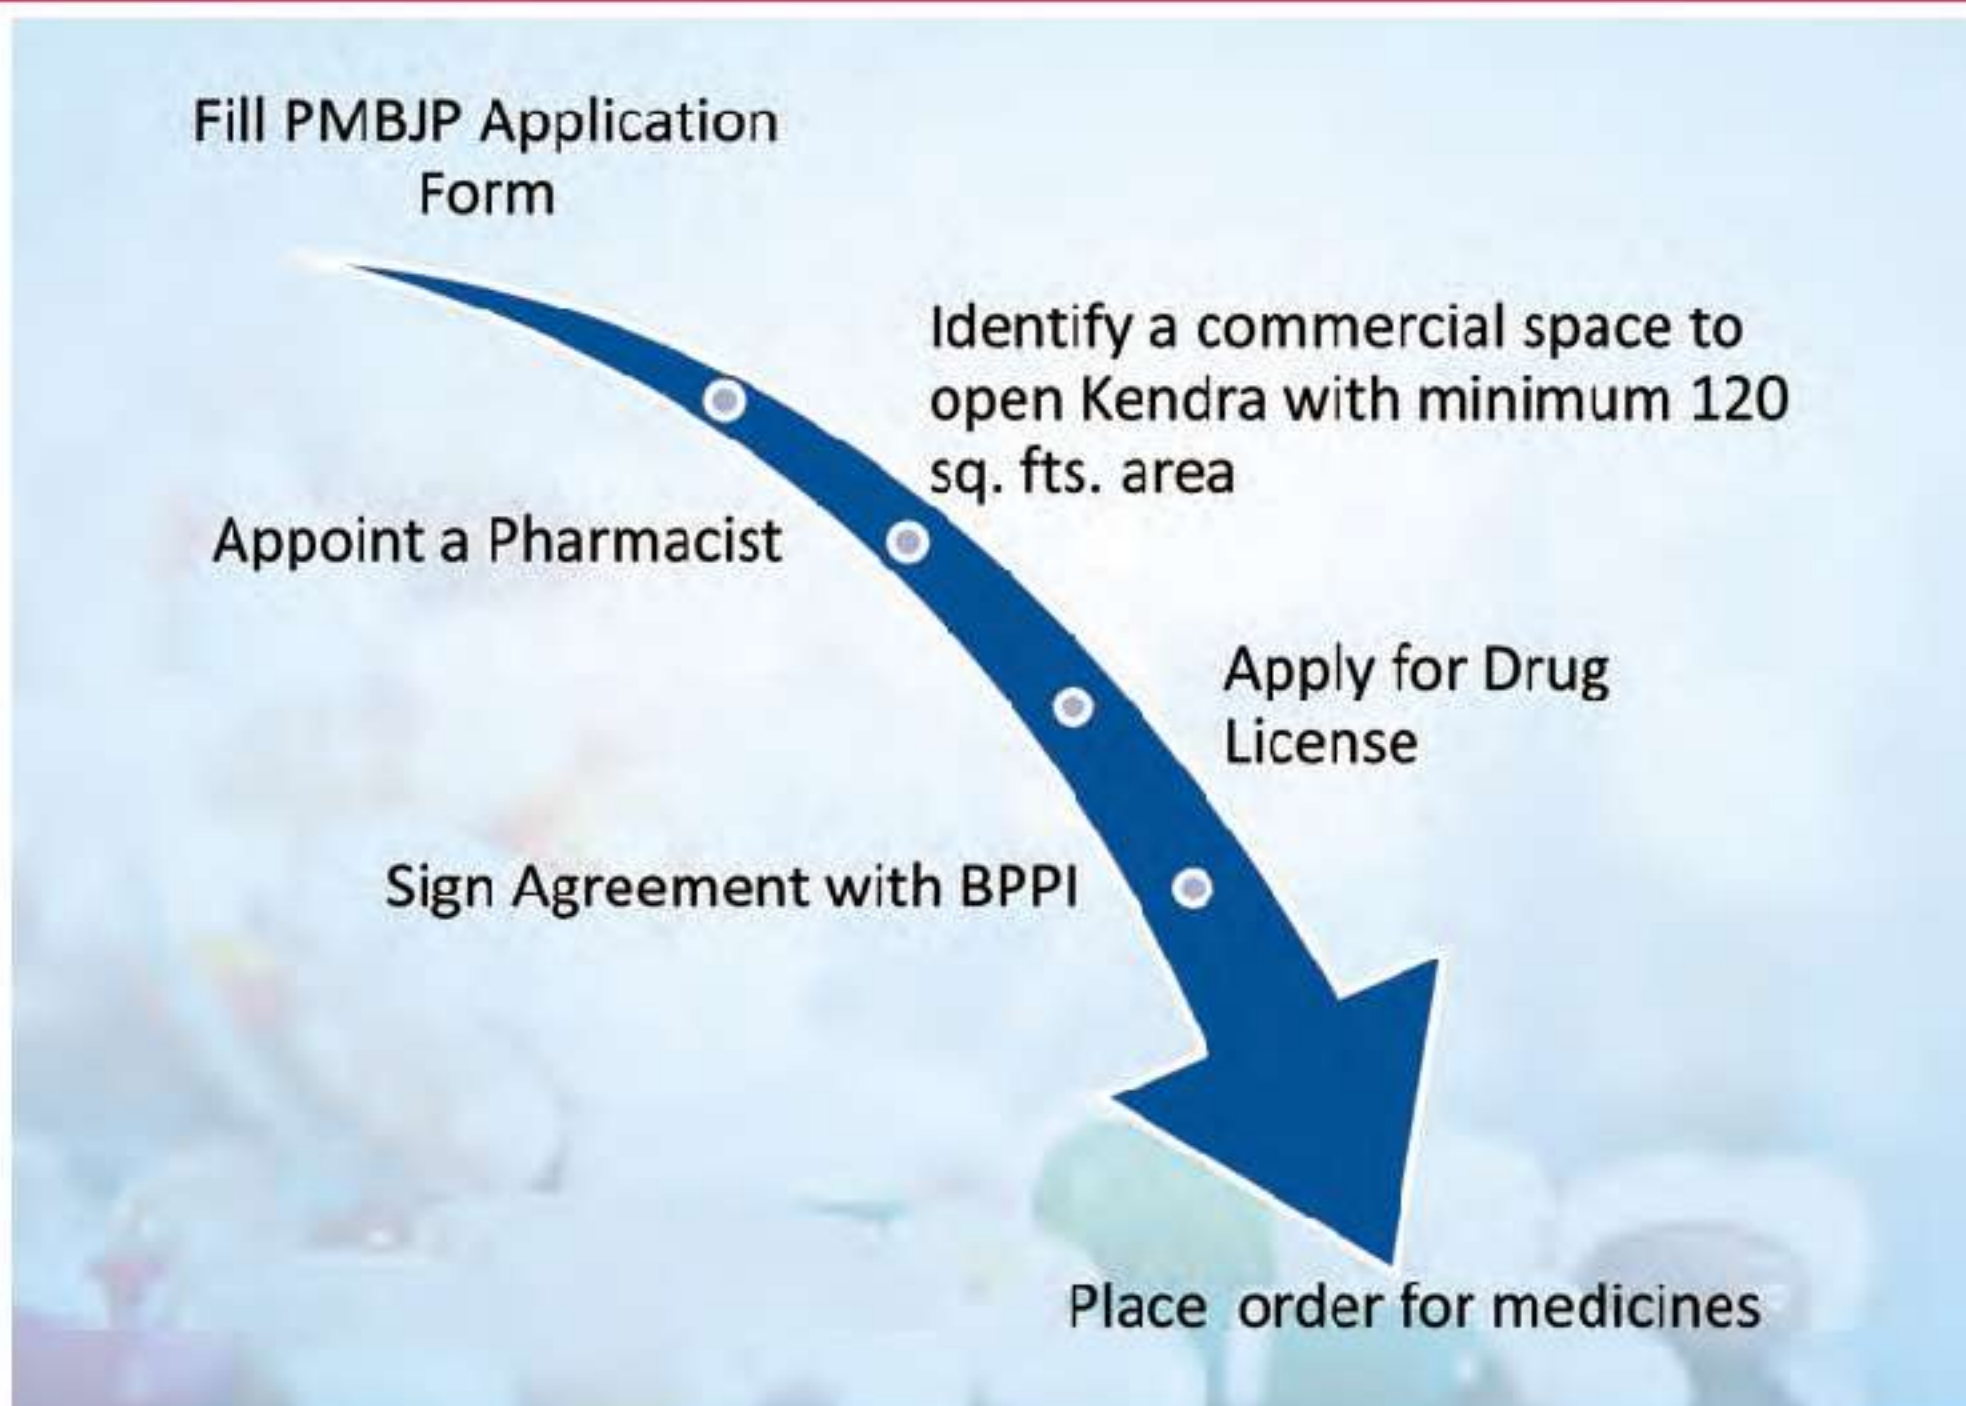 Fill PMBJP Application
Form
Identify a commercial space to
open Kendra with minimum 120
sq. fts. area
Appoint a Pharmacist
Apply for Drug
License
Sign Agreement with BPPI
Place order for medicines